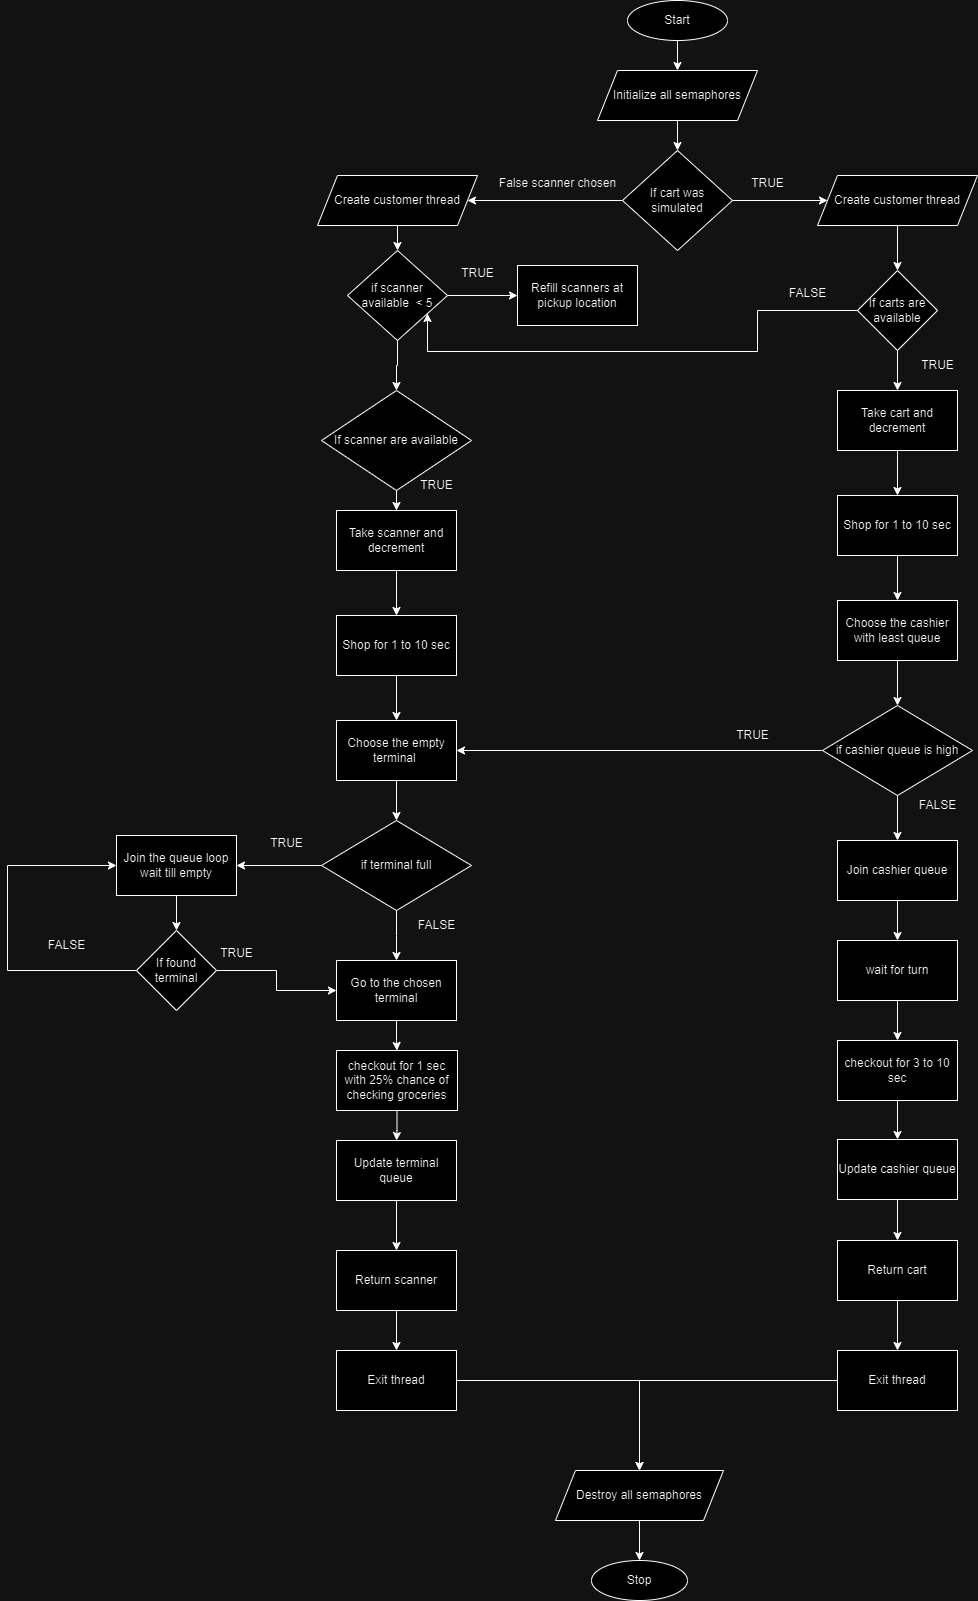 Start
Initialize all semaphores
If cart was
simulated
False scanner chosen
TRUE
Create customer thread
Create customer thread
if scanner
available < 5
TRUE
Refill scanners at
pickup location
FALSE
If carts are
available
TRUE
If scanner are available
TRUE
Take cart and
decrement
Take scanner and
decrement
Shop for 1 to 10 sec
Shop for 1 to 10 sec
Choose the cashier
with least queue
Choose the empty
terminal
TRUE
if cashier queue is high
FALSE
if terminal full
TRUE
FALSE
Join the queue loop
wait till empty
Join cashier queue
If found
terminal
FALSE
TRUE
Go to the chosen
terminal
wait for turn
checkout for 1 sec
with 25% chance of
checking groceries
checkout for 3 to 10
sec
Update terminal
queue
Update cashier queue
Return scanner
Return cart
Exit thread
Exit thread
Destroy all semaphores
Stop